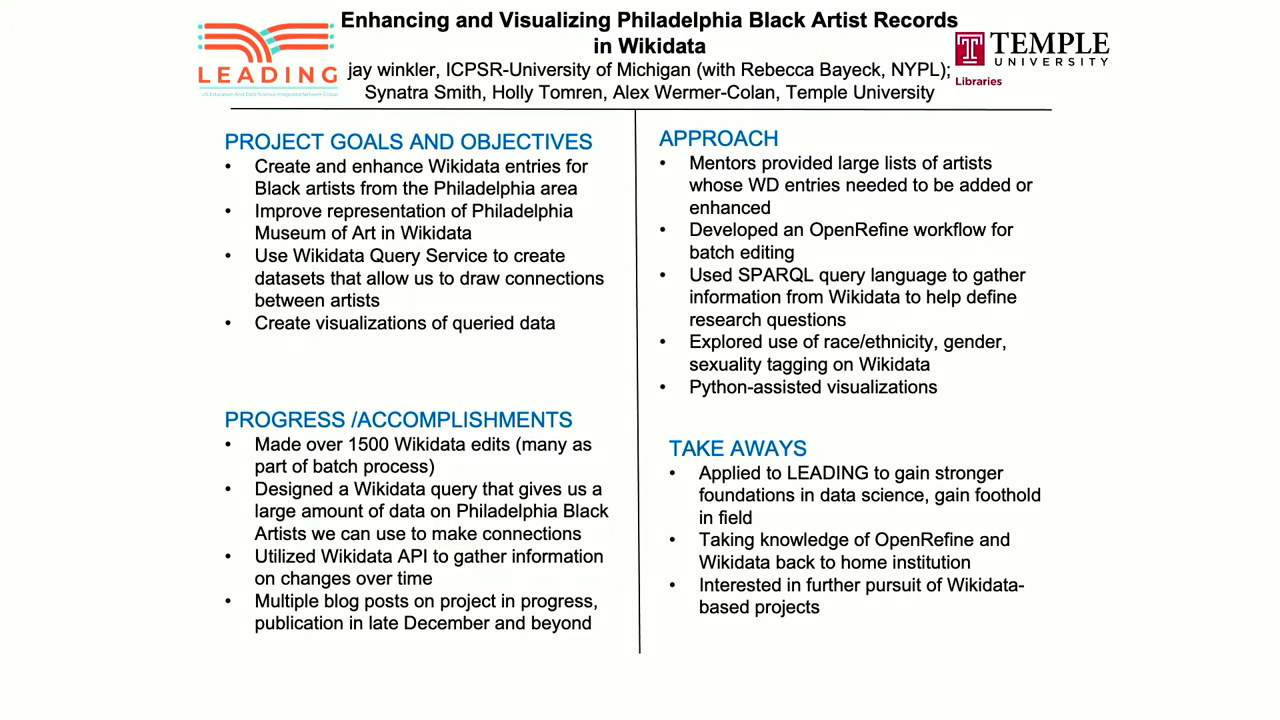 Enhancing and Visualizing Philadelphia Black Artist Records
in Wikidata
jay winkler, ICPSR-University of Michigan (with Rebecca Bayeck, NYPL);
Synatra Smith, Holly Tomren, Alex Wermer-Colan, Temple University
LEADING
TEMPLE
UNIVERSITY
Libraries
PROJECT GOALS AND OBJECTIVES
• Create and enhance Wikidata entries for
Black artists from the Philadelphia area
• Improve representation of Philadelphia
Museum of Art in Wikidata
• Use Wikidata Query Service to create
datasets that allow us to draw connections
between artists
• Create visualizations of queried data
PROGRESS /ACCOMPLISHMENTS
• Made over 1500 Wikidata edits (many as
part of batch process)
• Designed a Wikidata query that gives us a
large amount of data on Philadelphia Black
Artists we can use to make connections
• Utilized Wikidata API to gather information
on changes over time
• Multiple blog posts on project in progress,
publication in late December and beyond
APPROACH
• Mentors provided large lists of artists
whose WD entries needed to be added or
enhanced
• Developed an OpenRefine workflow for
batch editing
• Used SPARQL query language to gather
information from Wikidata to help define
research questions
• Explored use of race/ethnicity, gender,
sexuality tagging on Wikidata
• Python-assisted visualizations
TAKE AWAYS
• Applied to LEADING to gain stronger
foundations in data science, gain foothold
in field
• Taking knowledge of OpenRefine and
Wikidata back to home institution
• Interested in further pursuit of Wikidata-
based projects